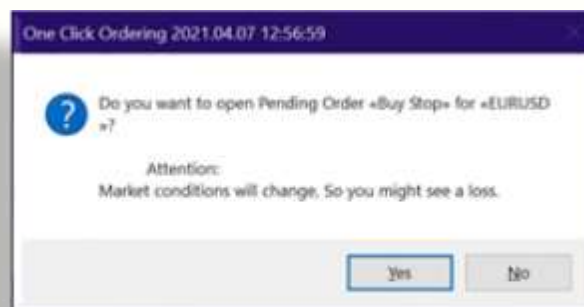 One Click Ordering 2021.04.07 12:56:59
Do you want to open Pending Order «Buy Stop» for «EURUSD
»?
Attention:
Market conditions will change, So you might see a loss.
Yes
No